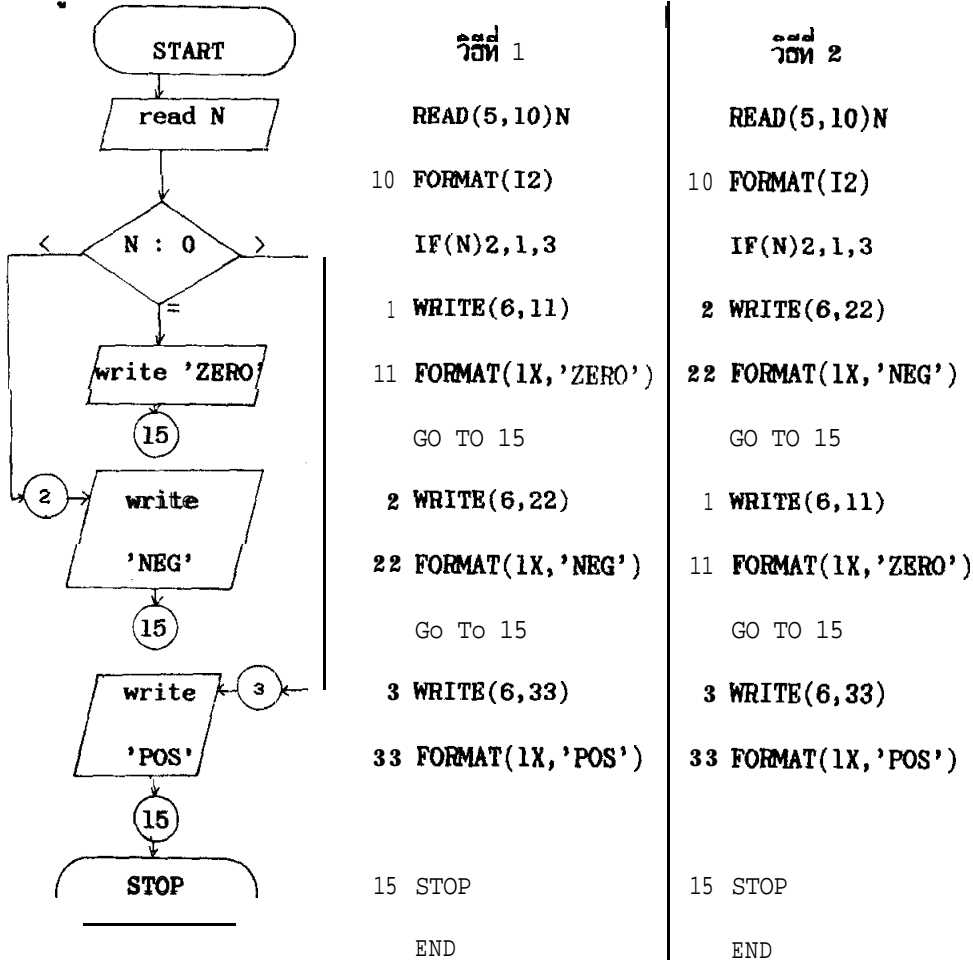 START
read N
<
N : 0
>
=
write 'ZERO'
15
2
write
'NEG'
15
write
3
'POS'
15
STOP
วิธีที่ 1
READ(5,10)N
10 FORMAT(I2)
IF(N)2,1,3
1 WRITE(6,11)
11 FORMAT(1X,'ZERO')
GO TO 15
2 WRITE(6,22)
22 FORMAT(1X,'NEG')
Go To 15
3 WRITE(6,33)
33 FORMAT(1X,'POS')
15 STOP
END
วิธีที่ 2
READ(5,10)N
10 FORMAT(I2)
IF(N)2,1,3
2 WRITE(6,22)
22 FORMAT(1X,'NEG')
GO TO 15
1 WRITE(6,11)
11 FORMAT(1X,'ZERO')
GO TO 15
3 WRITE(6,33)
33 FORMAT(1X,'POS')
15 STOP
END